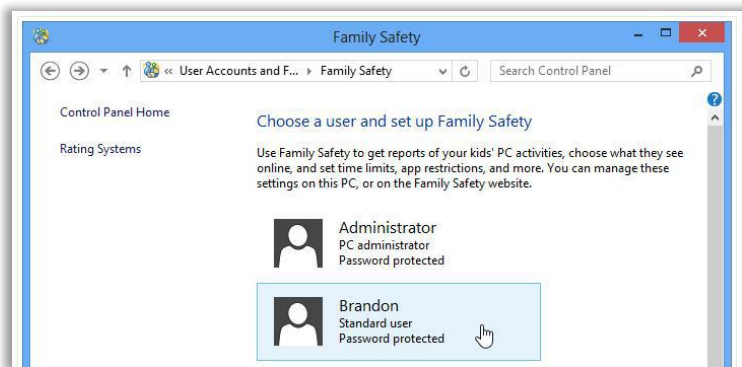 Family Safety
« User Accounts and F... ▸ Family Safety
Search Control Panel
Control Panel Home
Rating Systems
Choose a user and set up Family Safety
Use Family Safety to get reports of your kids' PC activities, choose what they see
online, and set time limits, app restrictions, and more. You can manage these
settings on this PC, or on the Family Safety website.
Administrator
PC administrator
Password protected
Brandon
Standard user
Password protected